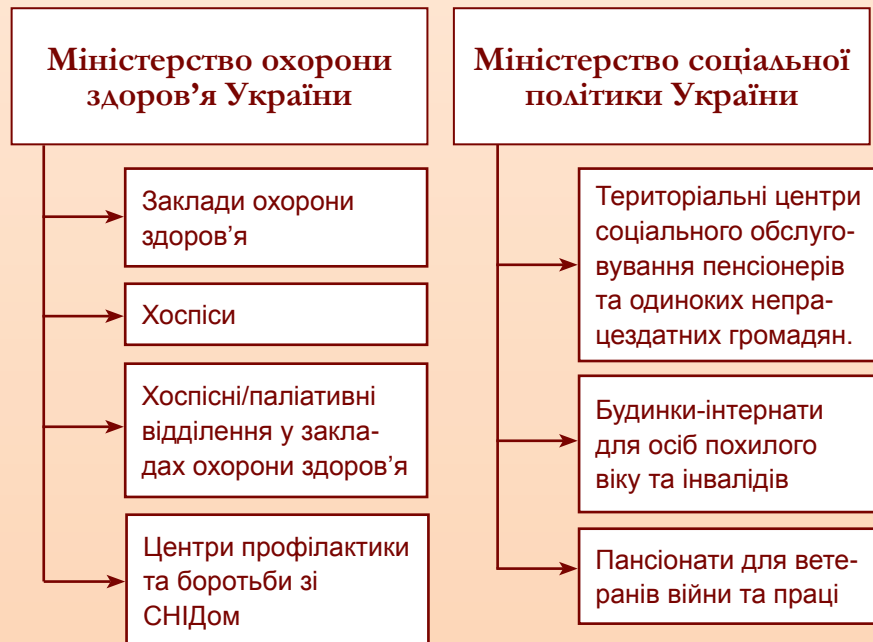 Міністерство охорони
здоров'я України
Заклади охорони
здоров’я
Хоспіси
Хоспісні/паліативні
відділення у закла-
дах охорони здоров’я
Центри профілактики
та боротьби зі
СНІДом
Міністерство соціальної
політики України
Територіальні центри
соціального обслуго-
вування пенсіонерів
та одиноких непра-
цездатних громадян.
Будинки-інтернати
для осіб похилого
віку та інвалідів
Пансіонати для вете-
ранів війни та праці